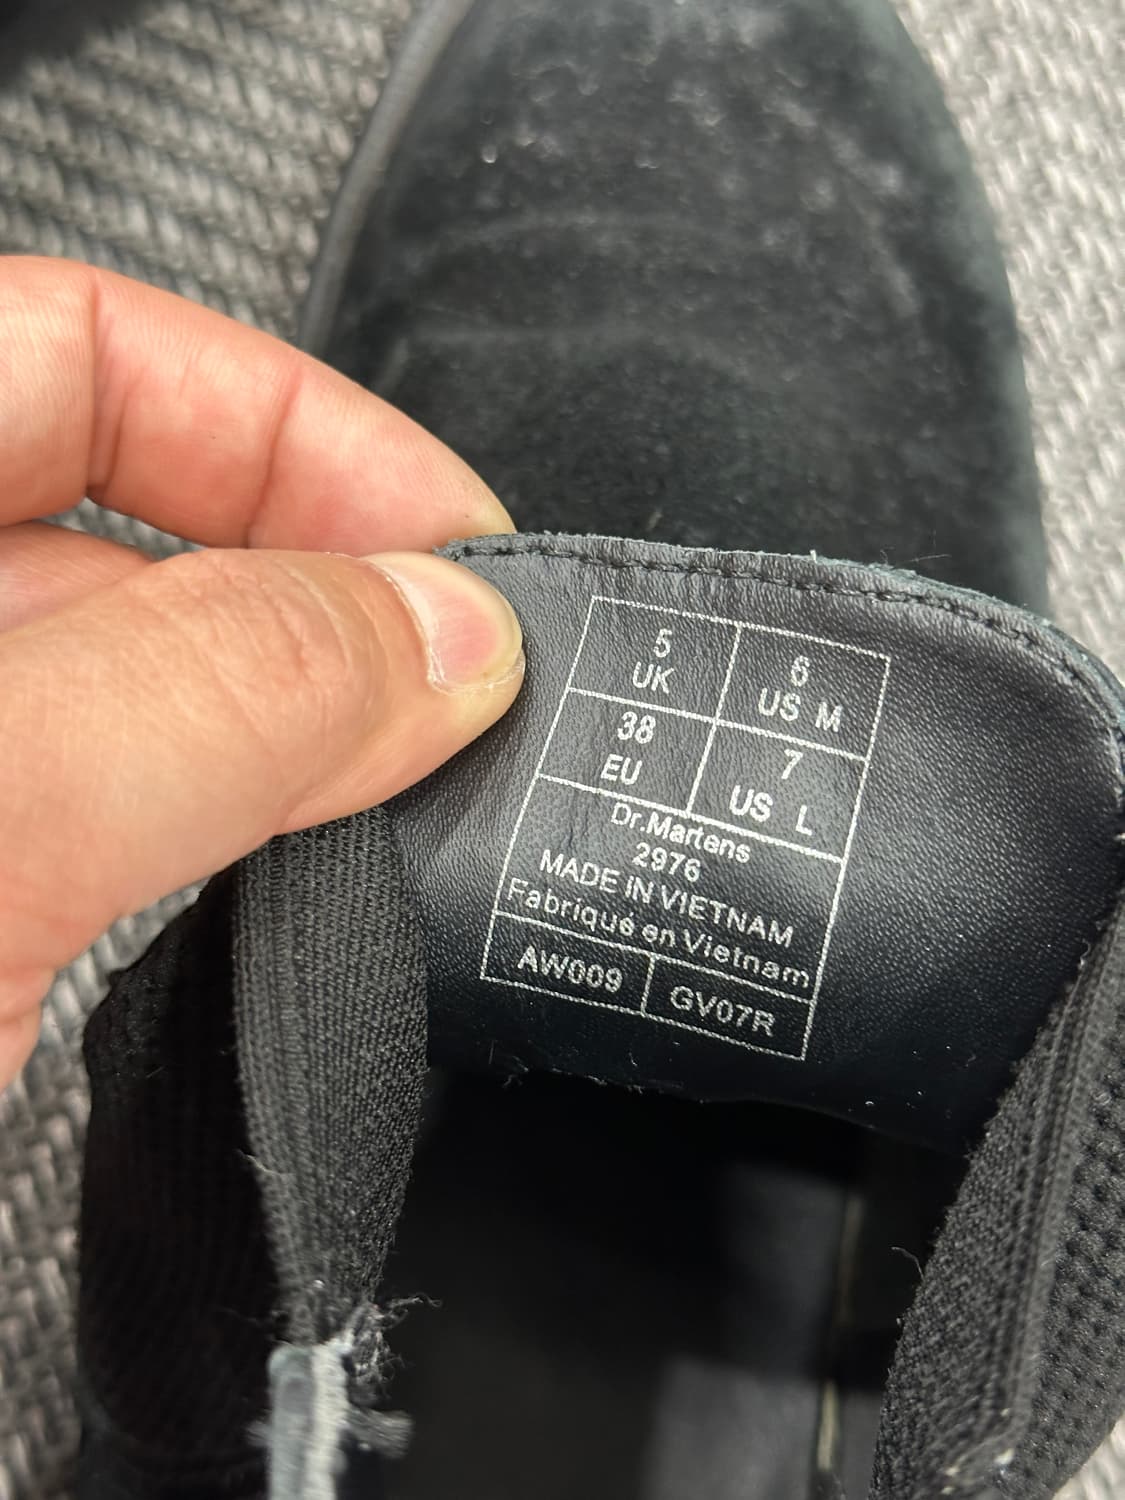 5
UK
6
US M
38
EU
7
US L
Dr.Martens
2976
MADE IN VIETNAM
Fabriqué en Vietnam
AW009
GV07R